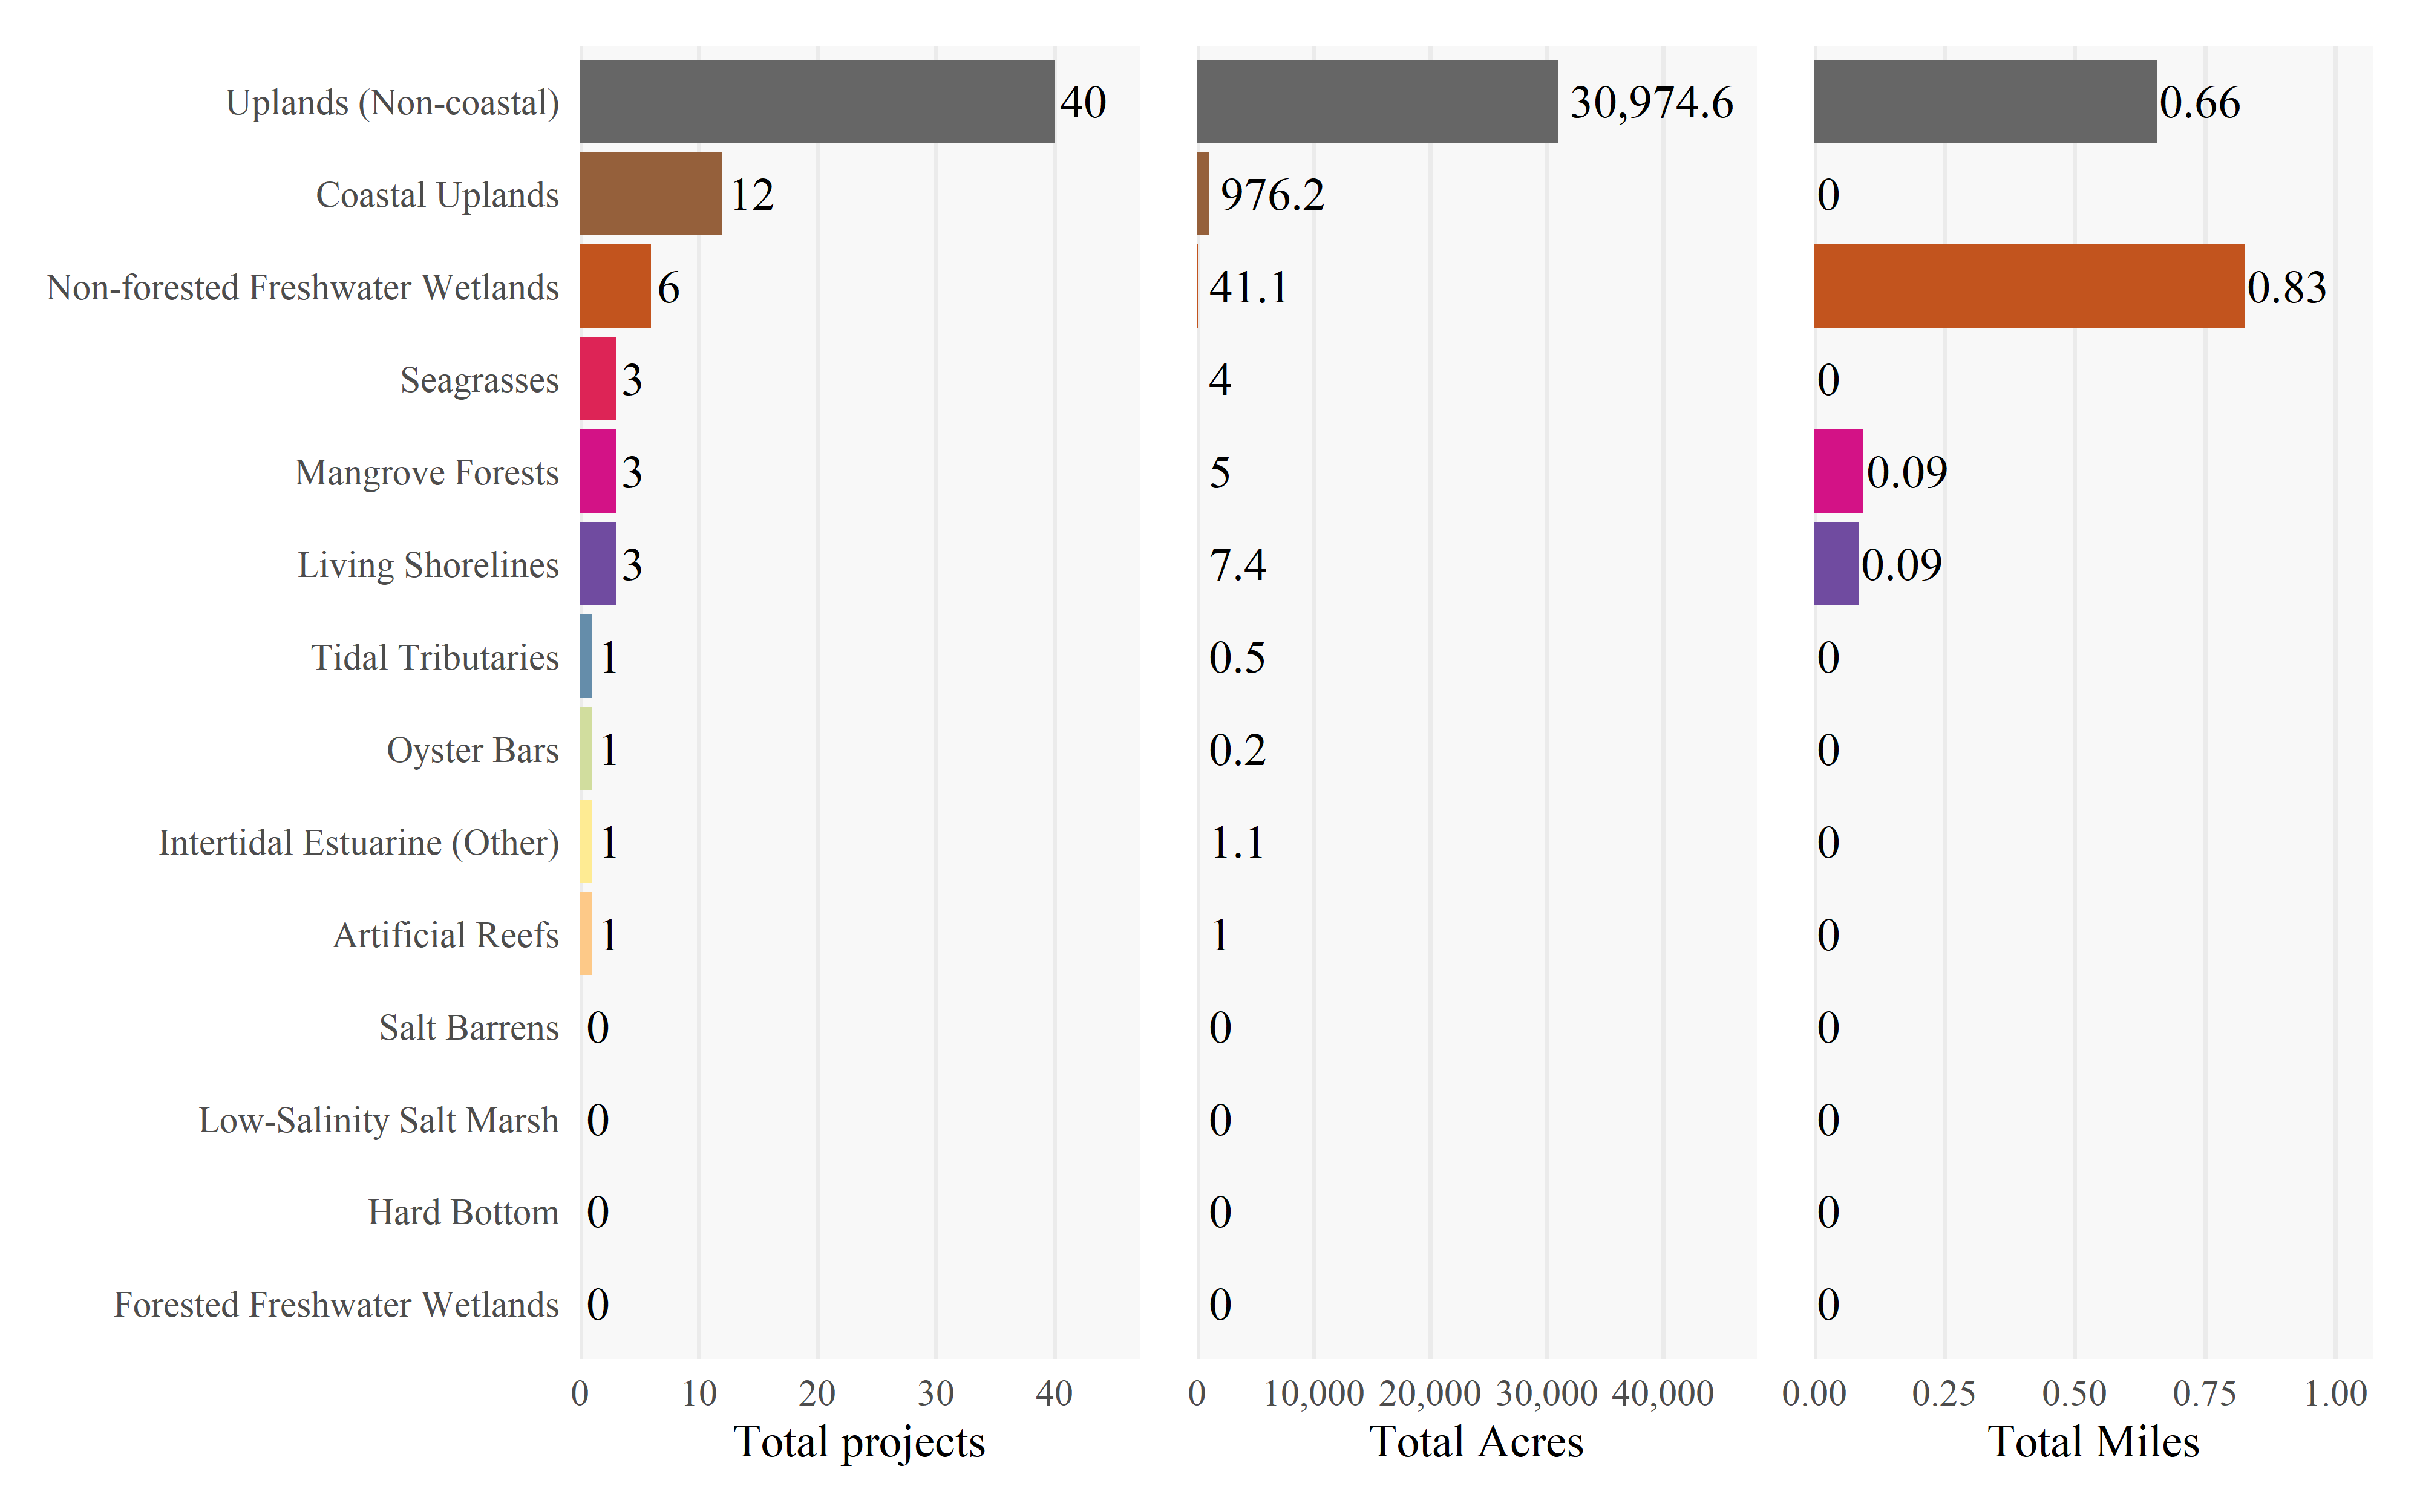 Uplands (Non-coastal) 40 30,974.6 0.66
Coastal Uplands 12 976.2 0
Non-forested Freshwater Wetlands 6 41.1 0.83
Seagrasses 3 4 0
Mangrove Forests 3 5 0.09
Living Shorelines 3 7.4 0.09
Tidal Tributaries 1 0.5 0
Oyster Bars 1 0.2 0
Intertidal Estuarine (Other) 1 1.1 0
Artificial Reefs 1 1 0
Salt Barrens 0 0 0
Low-Salinity Salt Marsh 0 0 0
Hard Bottom 0 0 0
Forested Freshwater Wetlands 0 0 0
0 10 20 30 40 0 10,000 20,000 30,000 40,000 0.00 0.25 0.50 0.75 1.00
Total projects Total Acres Total Miles